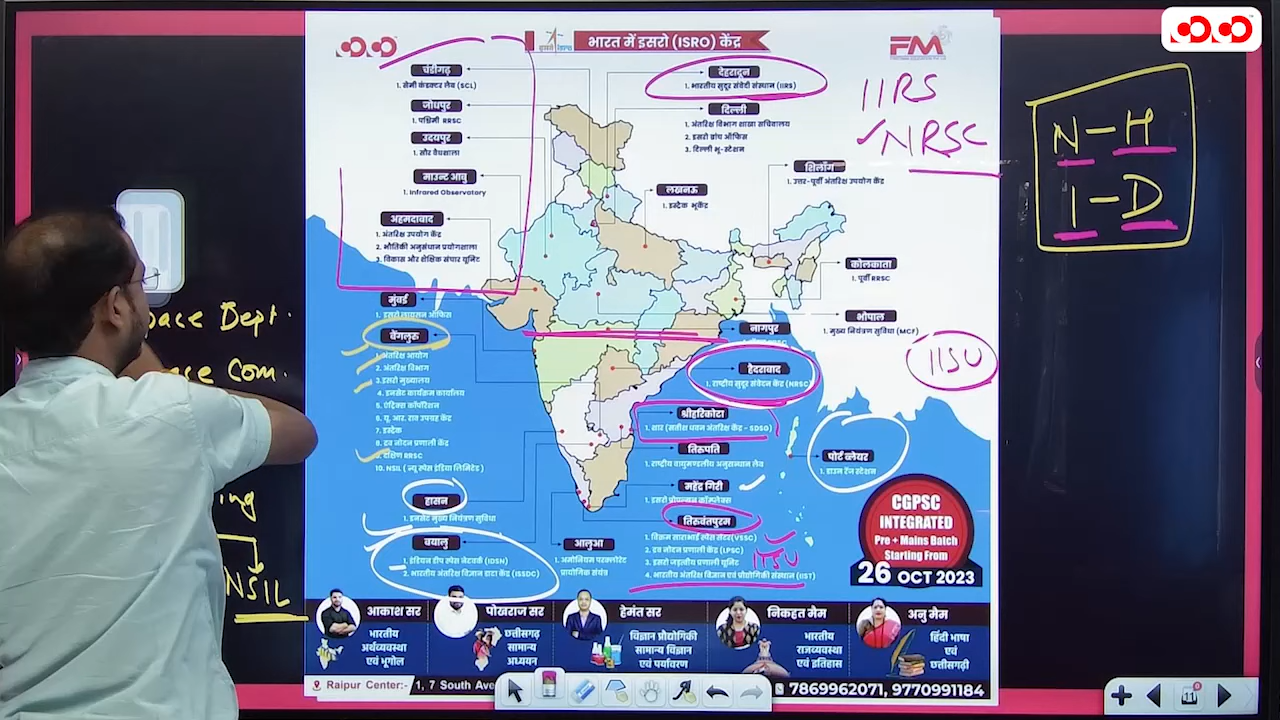 भारत में इसरो (ISRO) केंद्र
FM
चंडीगढ़
1. सेमी कंडक्टर लैब (SCL)
जोधपुर
1. पश्चिमी RRSC
उदयपुर
1. सौर वेधशाला
माउन्ट आबु
1. Infrared Observatory
अहमदाबाद
1. अंतरिक्ष उपयोग केंद्र
2. भौतिकी अनुसंधान प्रयोगशाला
3. विकास और शैक्षिक संचार यूनिट
मुंबई
1. इसरो लायसन ऑफिस
बेंगलुरु
1. अंतरिक्ष आयोग
2. अंतरिक्ष विभाग
3. इसरो मुख्यालय
4. इनसेट कार्यक्रम कार्यालय
5. एंट्रिक्स कॉर्पोरेशन
6. यू. आर. राव उपग्रह केंद्र
7. इस्ट्रैक
8. द्रव नोदन प्रणाली केंद्र
9. दक्षिण RRSC
10. NSIL ( न्यू स्पेस इंडिया लिमिटेड )
हासन
1. इनसेट मुख्य नियंत्रण सुविधा
बयालु
1. इंडियन डीप स्पेस नेटवर्क (IDSN)
2. भारतीय अंतरिक्ष विज्ञान डाटा केंद्र (ISSDC)
देहरादून
1. भारतीय सुदूर संवेदी संस्थान (IIRS)
दिल्ली
1. अंतरिक्ष विभाग शाखा सचिवालय
2. इसरो ब्रांच ऑफिस
3. दिल्ली भू-स्टेशन
शिलाँग
1. उत्तर-पूर्वी अंतरिक्ष उपयोग केंद्र
लखनऊ
1. इस्ट्रैक भूकेंद्र
कोलकाता
1. पूर्वी RRSC
भोपाल
1. मुख्य नियंत्रण सुविधा (MCF)
नागपुर
हैदराबाद
1. राष्ट्रीय सुदूर संवेदन केंद्र (NRSC)
श्रीहरिकोटा
1. शार (सतीश धवन अंतरिक्ष केंद्र - SDSC)
तिरुपति
1. राष्ट्रीय वायुमण्डलीय अनुसन्धान लैब
पोर्ट ब्लेयर
1. डाउन रेंज स्टेशन
महेंद्र गिरी
1. इसरो प्रोपल्शन कॉम्प्लेक्स
तिरुवंतपुरम
1. विक्रम साराभाई स्पेस सेंटर (VSSC)
2. द्रव नोदन प्रणाली केंद्र (LPSC)
3. इसरो जड़त्वीय प्रणाली यूनिट
4. भारतीय अंतरिक्ष विज्ञान एवं प्रौद्योगिकी संस्थान (IIST)
आलुआ
1. अमोनियम परक्लोरेट
प्रायोगिक संयंत्र
IIRS
NRSC
N-H
I-D
IISU
IISU
Dept.
Com.
NSIL
CGPSC
INTEGRATED
Pre + Mains Batch
Starting From
26 OCT 2023
आकाश सर
भारतीय
अर्थव्यवस्था
एवं भूगोल
पोखराज सर
छत्तीसगढ़
सामान्य
अध्ययन
हेमंत सर
विज्ञान प्रौद्योगिकी
सामान्य विज्ञान
एवं पर्यावरण
निकहत मैम
भारतीय
राजव्यवस्था
एवं इतिहास
अनु मैम
हिंदी भाषा
एवं
छत्तीसगढ़ी
Raipur Center:- 1, 7 South Ave
7869962071, 9770991184
11